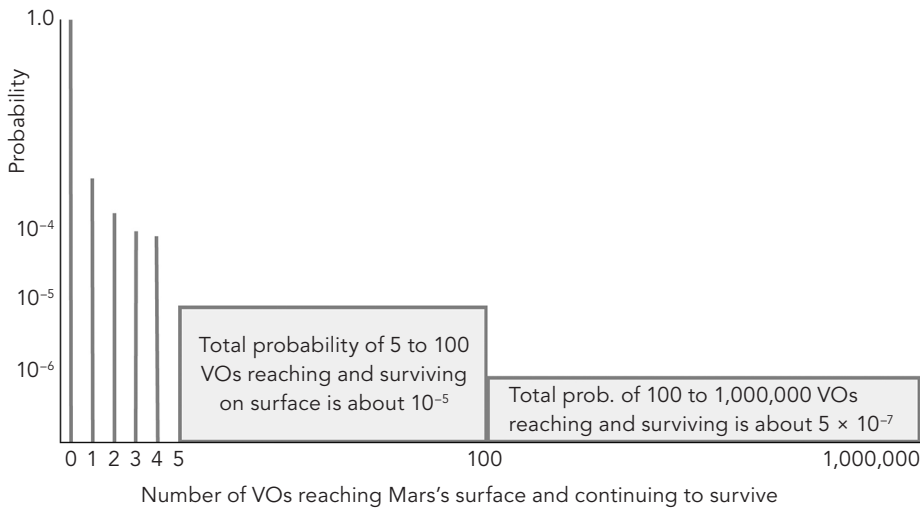 1.0
Probability
10⁻⁴
10⁻⁵
10⁻⁶
Total probability of 5 to 100
VOs reaching and surviving
on surface is about 10⁻⁵
Total prob. of 100 to 1,000,000 VOs
reaching and surviving is about 5 × 10⁻⁷
0 1 2 3 4 5 100 1,000,000
Number of VOs reaching Mars's surface and continuing to survive